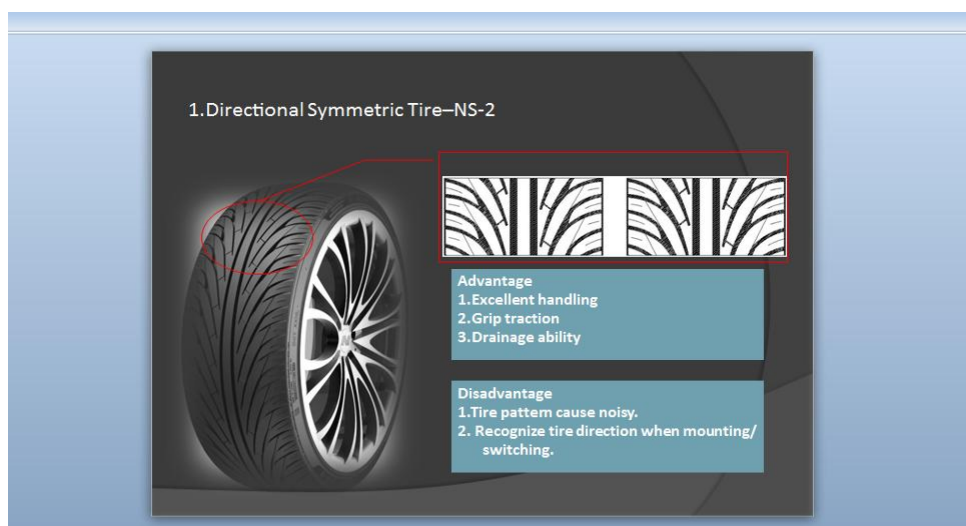 1.Directional Symmetric Tire–NS-2
Advantage
1.Excellent handling
2.Grip traction
3.Drainage ability
Disadvantage
1.Tire pattern cause noisy.
2. Recognize tire direction when mounting/
switching.